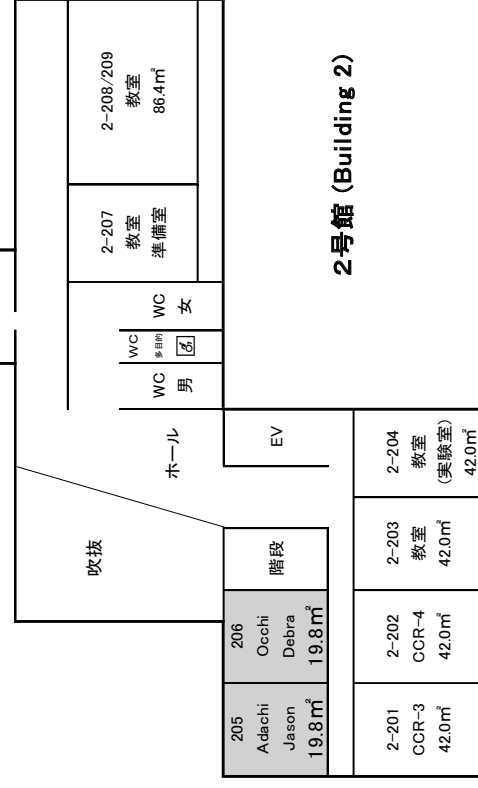 2-208/209
教室
86.4㎡
2-207
教室
準備室
WC
女
WC
多目的
WC
男
ホール
EV
吹抜
階段
206
Occhi
Debra
19.8㎡
205
Adachi
Jason
19.8㎡
2号館 (Building 2)
2-204
教室
(実験室)
42.0㎡
2-203
教室
42.0㎡
2-202
CCR-4
42.0㎡
2-201
CCR-3
42.0㎡